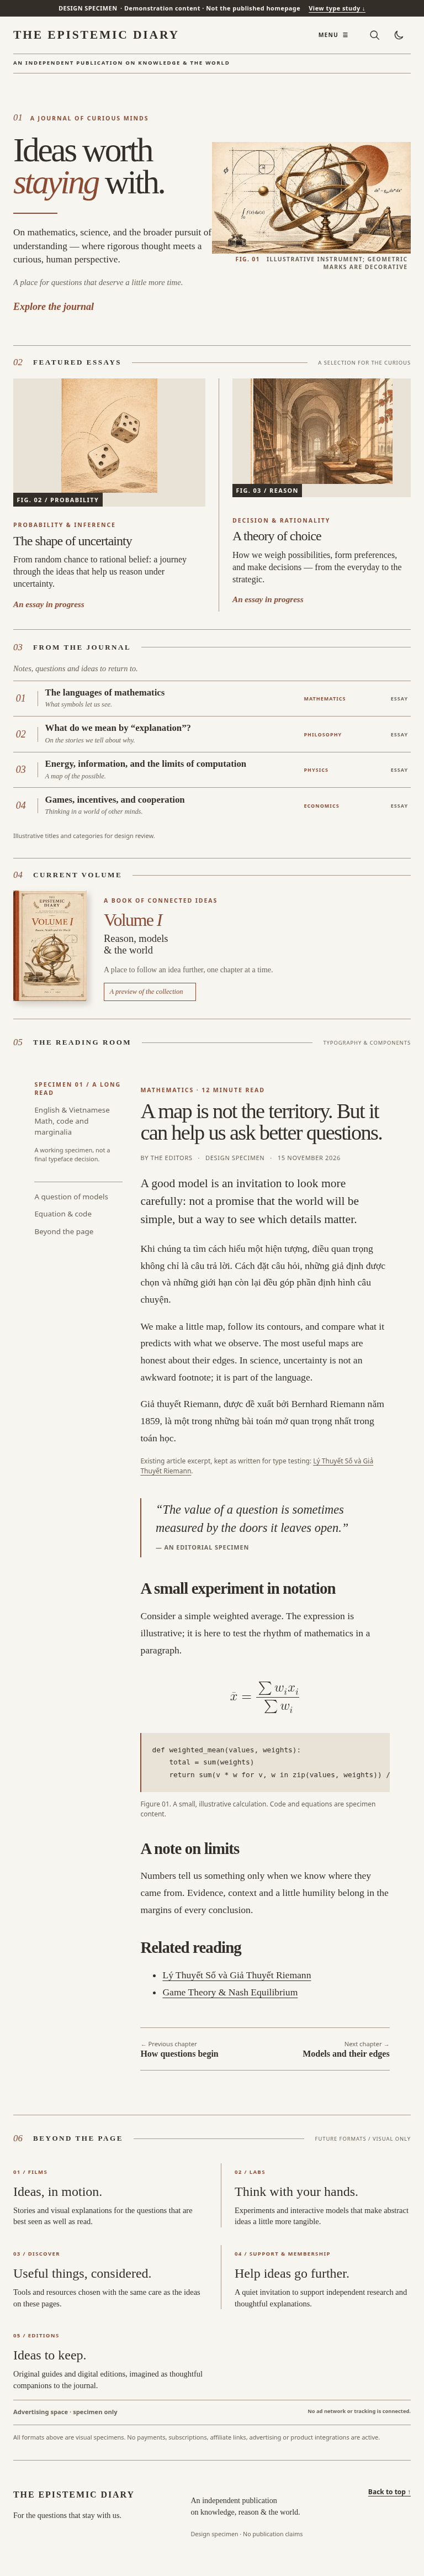 DESIGN SPECIMEN · Demonstration content · Not the published homepage View type study ↓
THE EPISTEMIC DIARY
MENU ☰
AN INDEPENDENT PUBLICATION ON KNOWLEDGE & THE WORLD
01 A JOURNAL OF CURIOUS MINDS
Ideas worth
staying with.
On mathematics, science, and the broader pursuit of
understanding — where rigorous thought meets a
curious, human perspective.
A place for questions that deserve a little more time.
Explore the journal
FIG. 01 ILLUSTRATIVE INSTRUMENT; GEOMETRIC
MARKS ARE DECORATIVE
02 FEATURED ESSAYS
A SELECTION FOR THE CURIOUS
FIG. 02 / PROBABILITY
PROBABILITY & INFERENCE
The shape of uncertainty
From random chance to rational belief: a journey
through the ideas that help us reason under
uncertainty.
An essay in progress
FIG. 03 / REASON
DECISION & RATIONALITY
A theory of choice
How we weigh possibilities, form preferences,
and make decisions — from the everyday to the
strategic.
An essay in progress
03 FROM THE JOURNAL
Notes, questions and ideas to return to.
01 The languages of mathematics
What symbols let us see.
MATHEMATICS ESSAY
02 What do we mean by “explanation”?
On the stories we tell about why.
PHILOSOPHY ESSAY
03 Energy, information, and the limits of computation
A map of the possible.
PHYSICS ESSAY
04 Games, incentives, and cooperation
Thinking in a world of other minds.
ECONOMICS ESSAY
Illustrative titles and categories for design review.
04 CURRENT VOLUME
THE
EPISTEMIC
DIARY
VOLUME I
A BOOK OF CONNECTED IDEAS
Volume I
Reason, models
& the world
A place to follow an idea further, one chapter at a time.
A preview of the collection
05 THE READING ROOM
TYPOGRAPHY & COMPONENTS
SPECIMEN 01 / A LONG
READ
English & Vietnamese
Math, code and
marginalia
A working specimen, not a
final typeface decision.
A question of models
Equation & code
Beyond the page
MATHEMATICS · 12 MINUTE READ
A map is not the territory. But it
can help us ask better questions.
BY THE EDITORS · DESIGN SPECIMEN · 15 NOVEMBER 2026
A good model is an invitation to look more
carefully: not a promise that the world will be
simple, but a way to see which details matter.
Khi chúng ta tìm cách hiểu một hiện tượng, điều quan trọng
không chỉ là câu trả lời. Cách đặt câu hỏi, những giả định được
chọn và những giới hạn còn lại đều góp phần định hình câu
chuyện.
We make a little map, follow its contours, and compare what it
predicts with what we observe. The most useful maps are
honest about their edges. In science, uncertainty is not an
awkward footnote; it is part of the language.
Giả thuyết Riemann, được đề xuất bởi Bernhard Riemann năm
1859, là một trong những bài toán mở quan trọng nhất trong
toán học.
Existing article excerpt, kept as written for type testing: Lý Thuyết Số và Giả
Thuyết Riemann.
“The value of a question is sometimes
measured by the doors it leaves open.”
— AN EDITORIAL SPECIMEN
A small experiment in notation
Consider a simple weighted average. The expression is
illustrative; it is here to test the rhythm of mathematics in a
paragraph.
x̄ = ∑ wᵢxᵢ / ∑ wᵢ
def weighted_mean(values, weights):
total = sum(weights)
return sum(v * w for v, w in zip(values, weights)) /
Figure 01. A small, illustrative calculation. Code and equations are specimen
content.
A note on limits
Numbers tell us something only when we know where they
came from. Evidence, context and a little humility belong in the
margins of every conclusion.
Related reading
• Lý Thuyết Số và Giả Thuyết Riemann
• Game Theory & Nash Equilibrium
← Previous chapter
How questions begin
Next chapter →
Models and their edges
06 BEYOND THE PAGE
FUTURE FORMATS / VISUAL ONLY
01 / FILMS
Ideas, in motion.
Stories and visual explanations for the questions that are
best seen as well as read.
02 / LABS
Think with your hands.
Experiments and interactive models that make abstract
ideas a little more tangible.
03 / DISCOVER
Useful things, considered.
Tools and resources chosen with the same care as the ideas
on these pages.
04 / SUPPORT & MEMBERSHIP
Help ideas go further.
A quiet invitation to support independent research and
thoughtful explanations.
05 / EDITIONS
Ideas to keep.
Original guides and digital editions, imagined as thoughtful
companions to the journal.
Advertising space · specimen only
No ad network or tracking is connected.
All formats above are visual specimens. No payments, subscriptions, affiliate links, advertising or product integrations are active.
THE EPISTEMIC DIARY
For the questions that stay with us.
An independent publication
on knowledge, reason & the world.
Design specimen · No publication claims
Back to top ↑